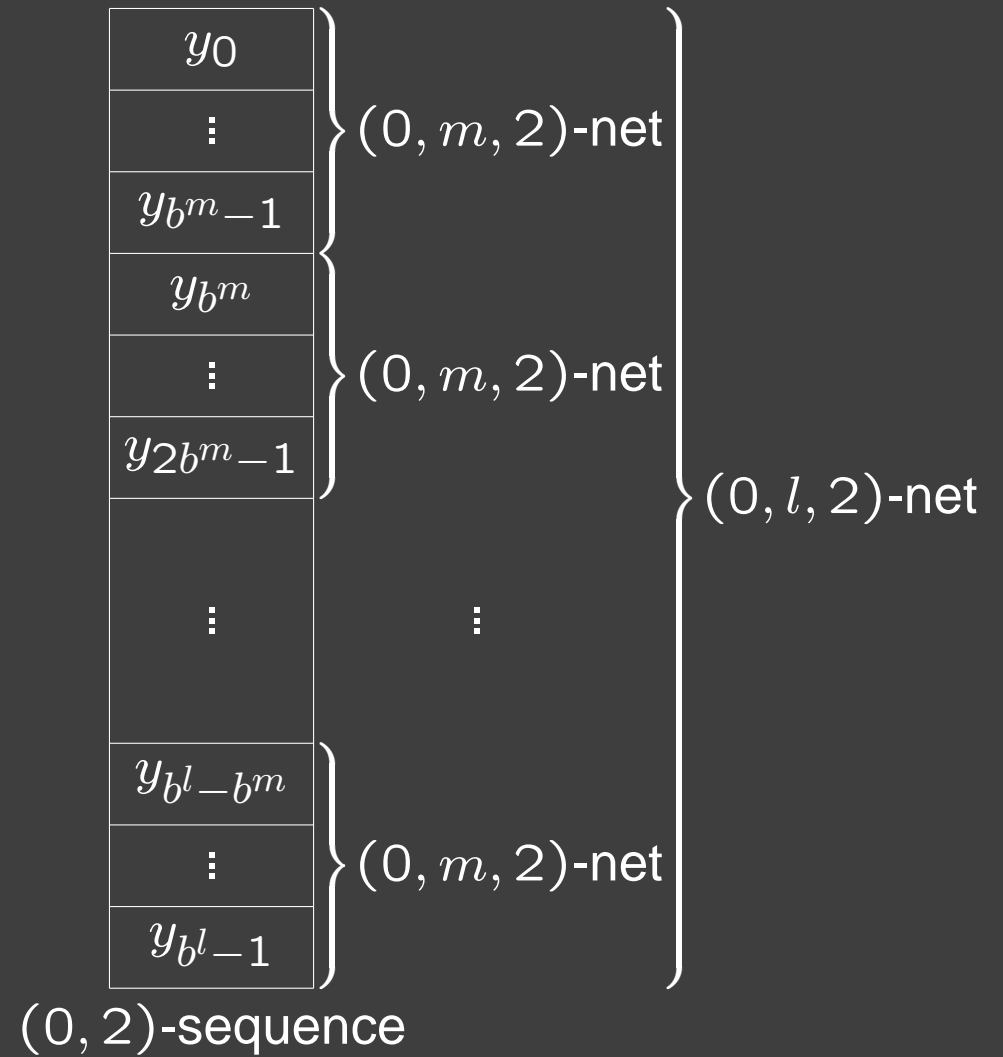 y_0
⋮
(0, m, 2)-net
y_{b^m−1}
y_{b^m}
⋮
(0, m, 2)-net
y_{2b^m−1}
(0, l, 2)-net
⋮ ⋮
y_{b^l−b^m}
⋮
(0, m, 2)-net
y_{b^l−1}
(0, 2)-sequence